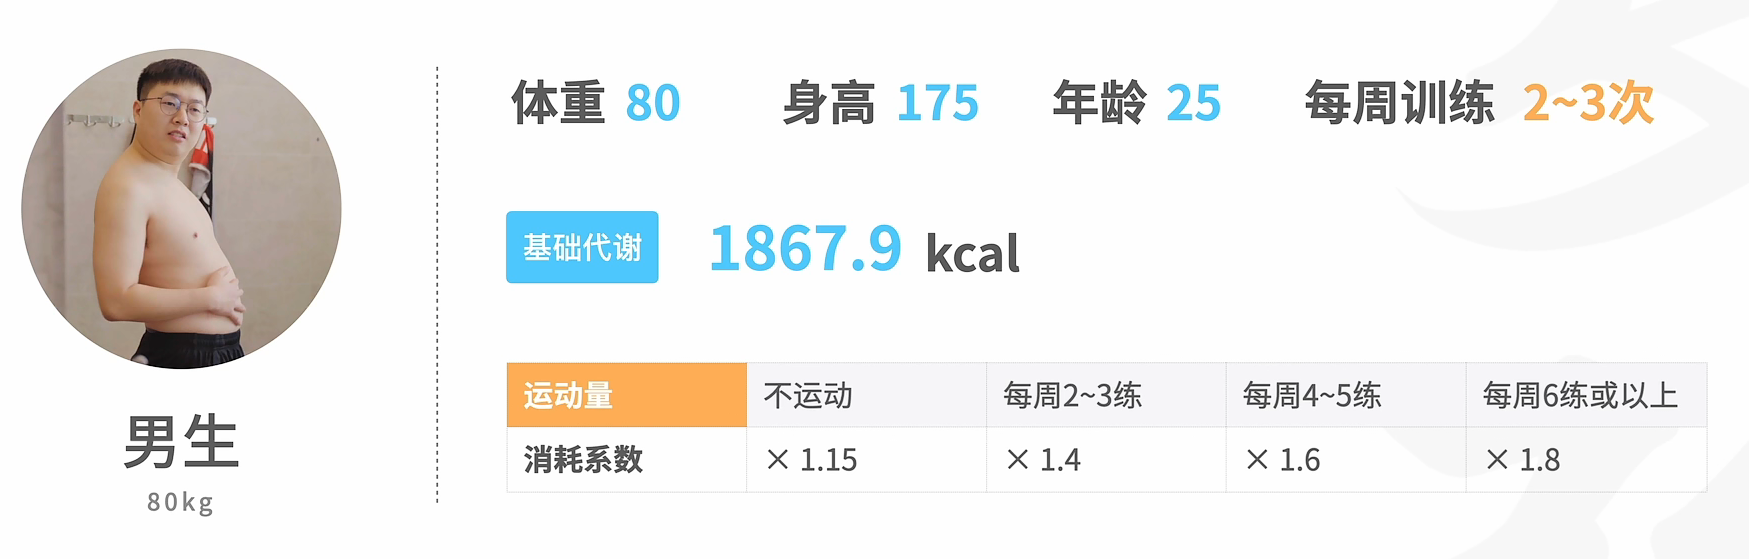 体重 80 身高 175 年龄 25 每周训练 2~3次
基础代谢 1867.9 kcal
男生
80kg
运动量 不运动 每周2~3练 每周4~5练 每周6练或以上
消耗系数 × 1.15 × 1.4 × 1.6 × 1.8